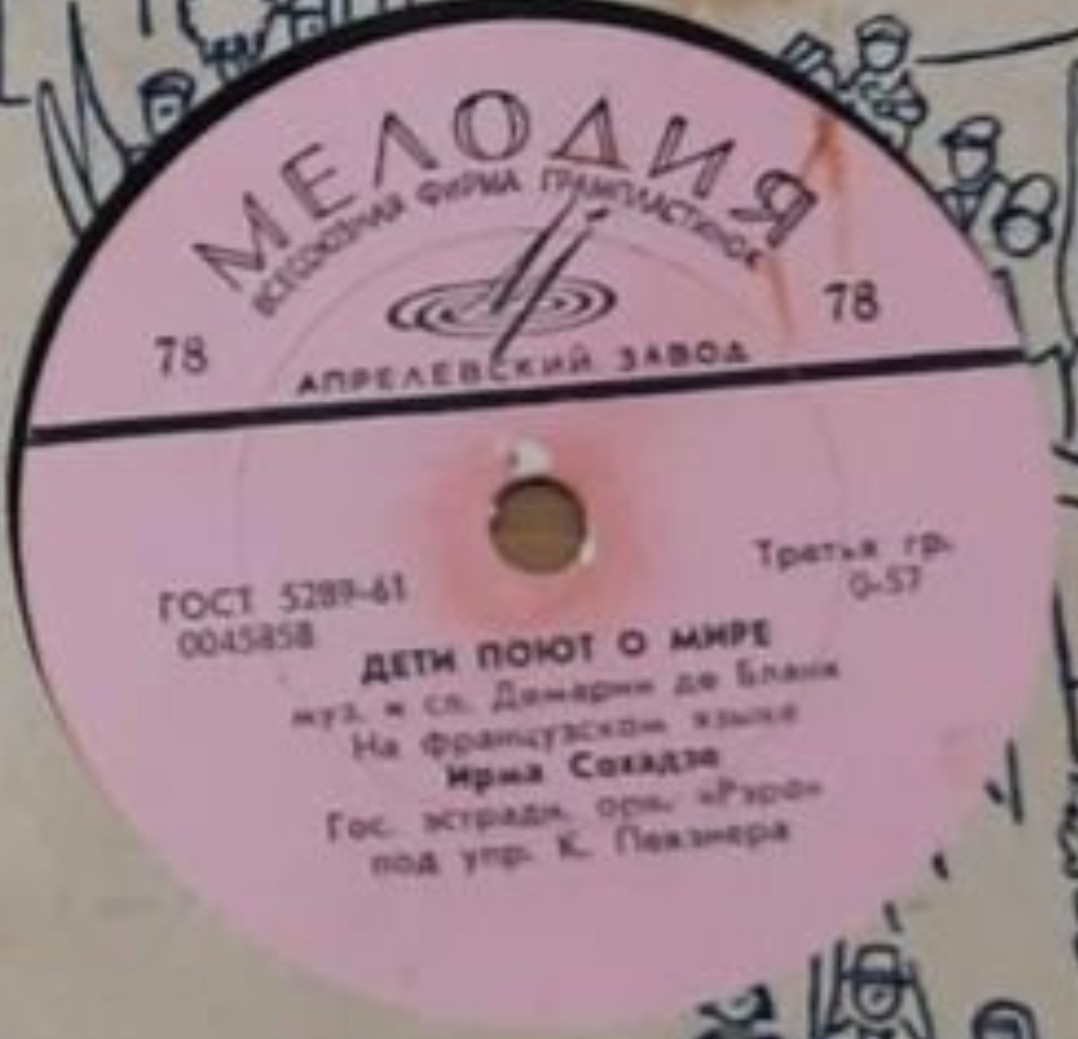 МЕЛОДИЯ
ВСЕСОЮЗНАЯ ФИРМА ГРАМПЛАСТИНОК
78
78
АПРЕЛЕВСКИЙ ЗАВОД
ГОСТ 5289-61
Третья гр.
0045858
0-57
ДЕТИ ПОЮТ О МИРЕ
муз. и сл. Демарни де Бланк
На французском языке
Ирма Сохадзе
Гос. эстрадн. орк. «Рэро»
под упр. К. Певзнера